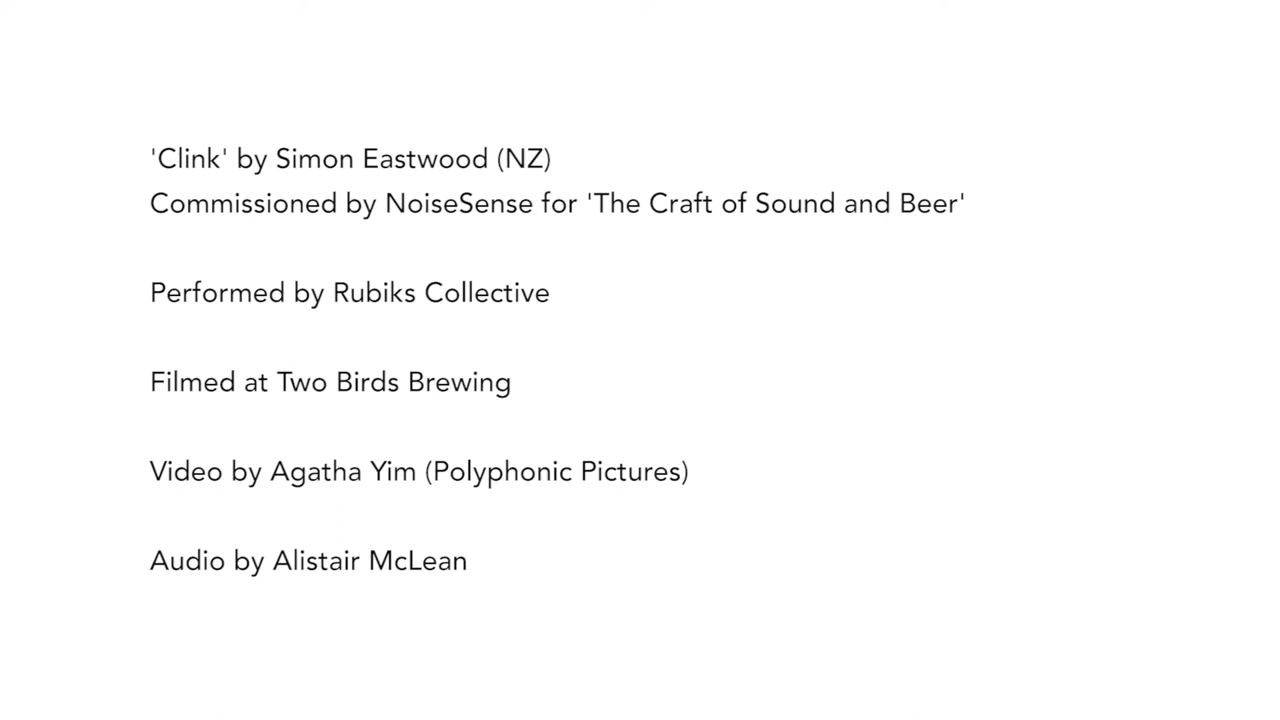 'Clink' by Simon Eastwood (NZ)
Commissioned by NoiseSense for 'The Craft of Sound and Beer'
Performed by Rubiks Collective
Filmed at Two Birds Brewing
Video by Agatha Yim (Polyphonic Pictures)
Audio by Alistair McLean